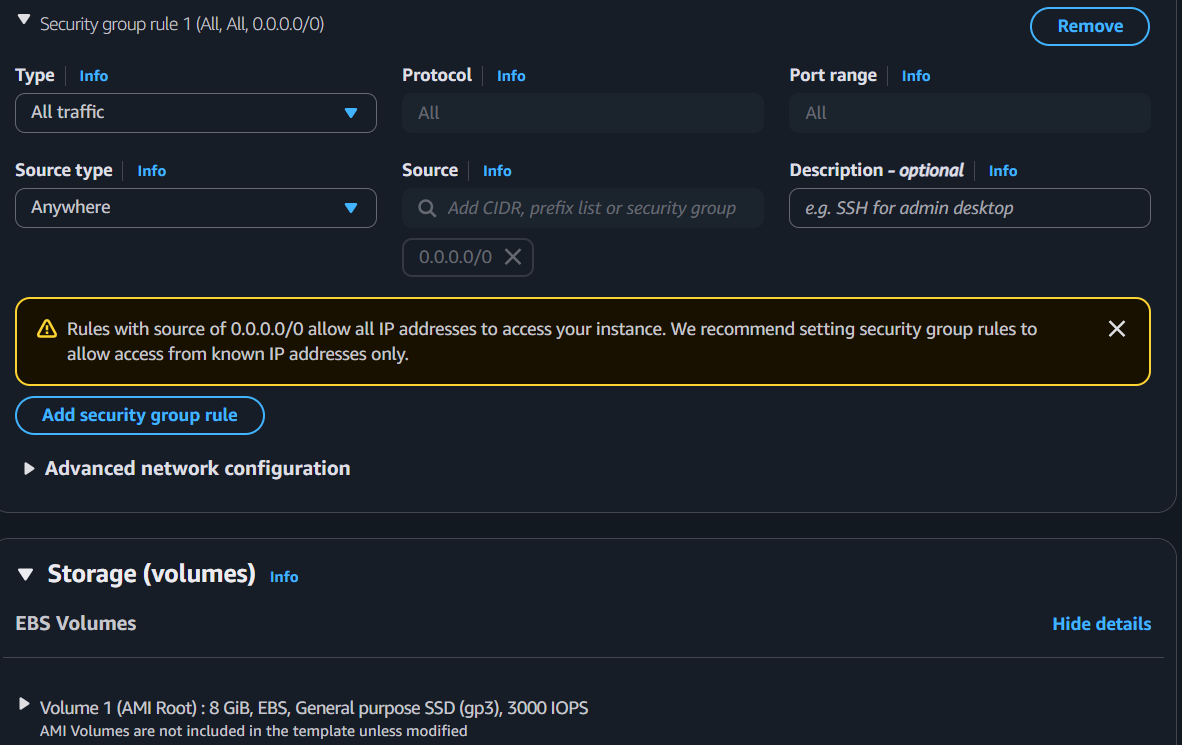 Security group rule 1 (All, All, 0.0.0.0/0)
Remove
Type Info
Protocol Info
Port range Info
All traffic
All
All
Source type Info
Source Info
Description - optional Info
Anywhere
Add CIDR, prefix list or security group
e.g. SSH for admin desktop
0.0.0.0/0
Rules with source of 0.0.0.0/0 allow all IP addresses to access your instance. We recommend setting security group rules to
allow access from known IP addresses only.
Add security group rule
Advanced network configuration
Storage (volumes) Info
EBS Volumes
Hide details
Volume 1 (AMI Root) : 8 GiB, EBS, General purpose SSD (gp3), 3000 IOPS
AMI Volumes are not included in the template unless modified